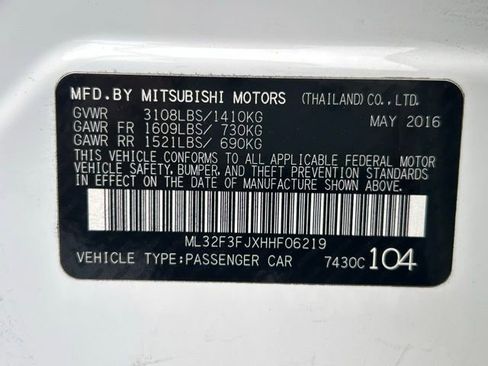 MFD.BY MITSUBISHI MOTORS (THAILAND) CO., LTD.
GVWR 3108LBS/1410KG MAY 2016
GAWR FR 1609LBS/ 730KG
GAWR RR 1521LBS/ 690KG
THIS VEHICLE CONFORMS TO ALL APPLICABLE FEDERAL MOTOR
VEHICLE SAFETY, BUMPER, AND THEFT PREVENTION STANDARDS
IN EFFECT ON THE DATE OF MANUFACTURE SHOWN ABOVE.
ML32F3FJXHHF06219
VEHICLE TYPE:PASSENGER CAR 7430C 104